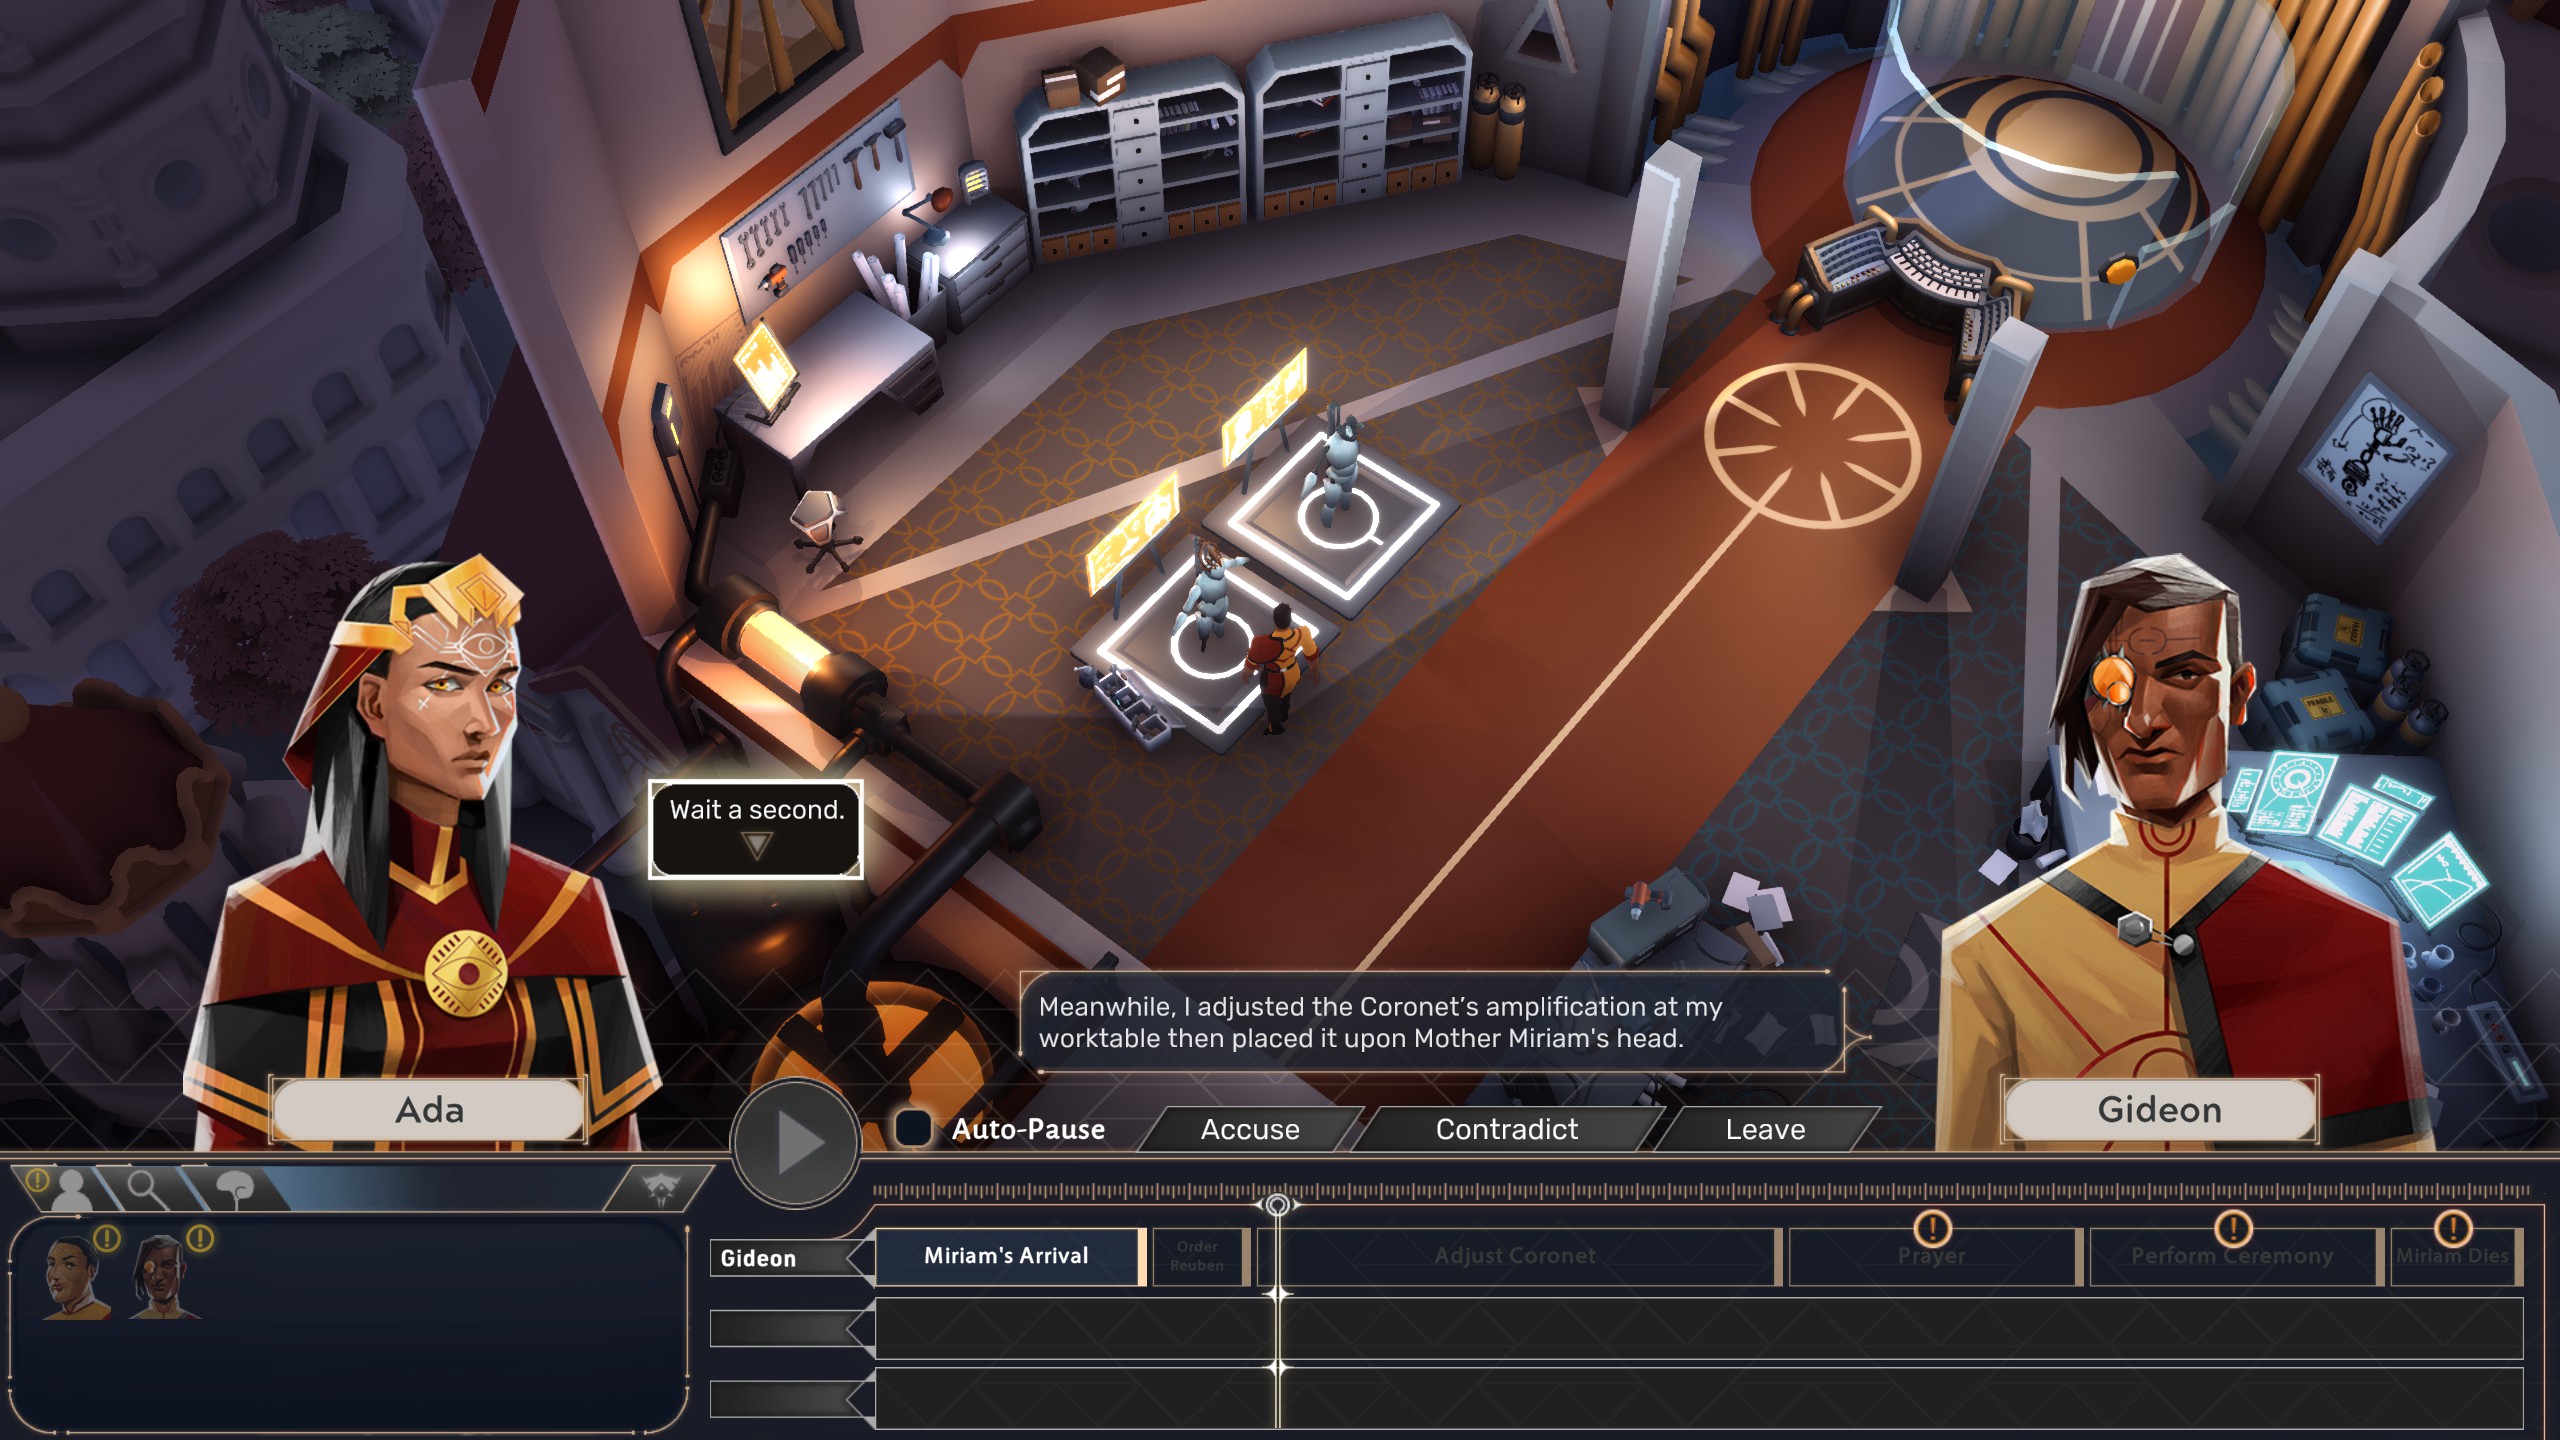 Wait a second.
Meanwhile, I adjusted the Coronet’s amplification at my
worktable then placed it upon Mother Miriam's head.
Ada
Gideon
Auto-Pause
Accuse
Contradict
Leave
Gideon
Miriam's Arrival
Order
Reuben
Adjust Coronet
Prayer
Perform Ceremony
Miriam Dies